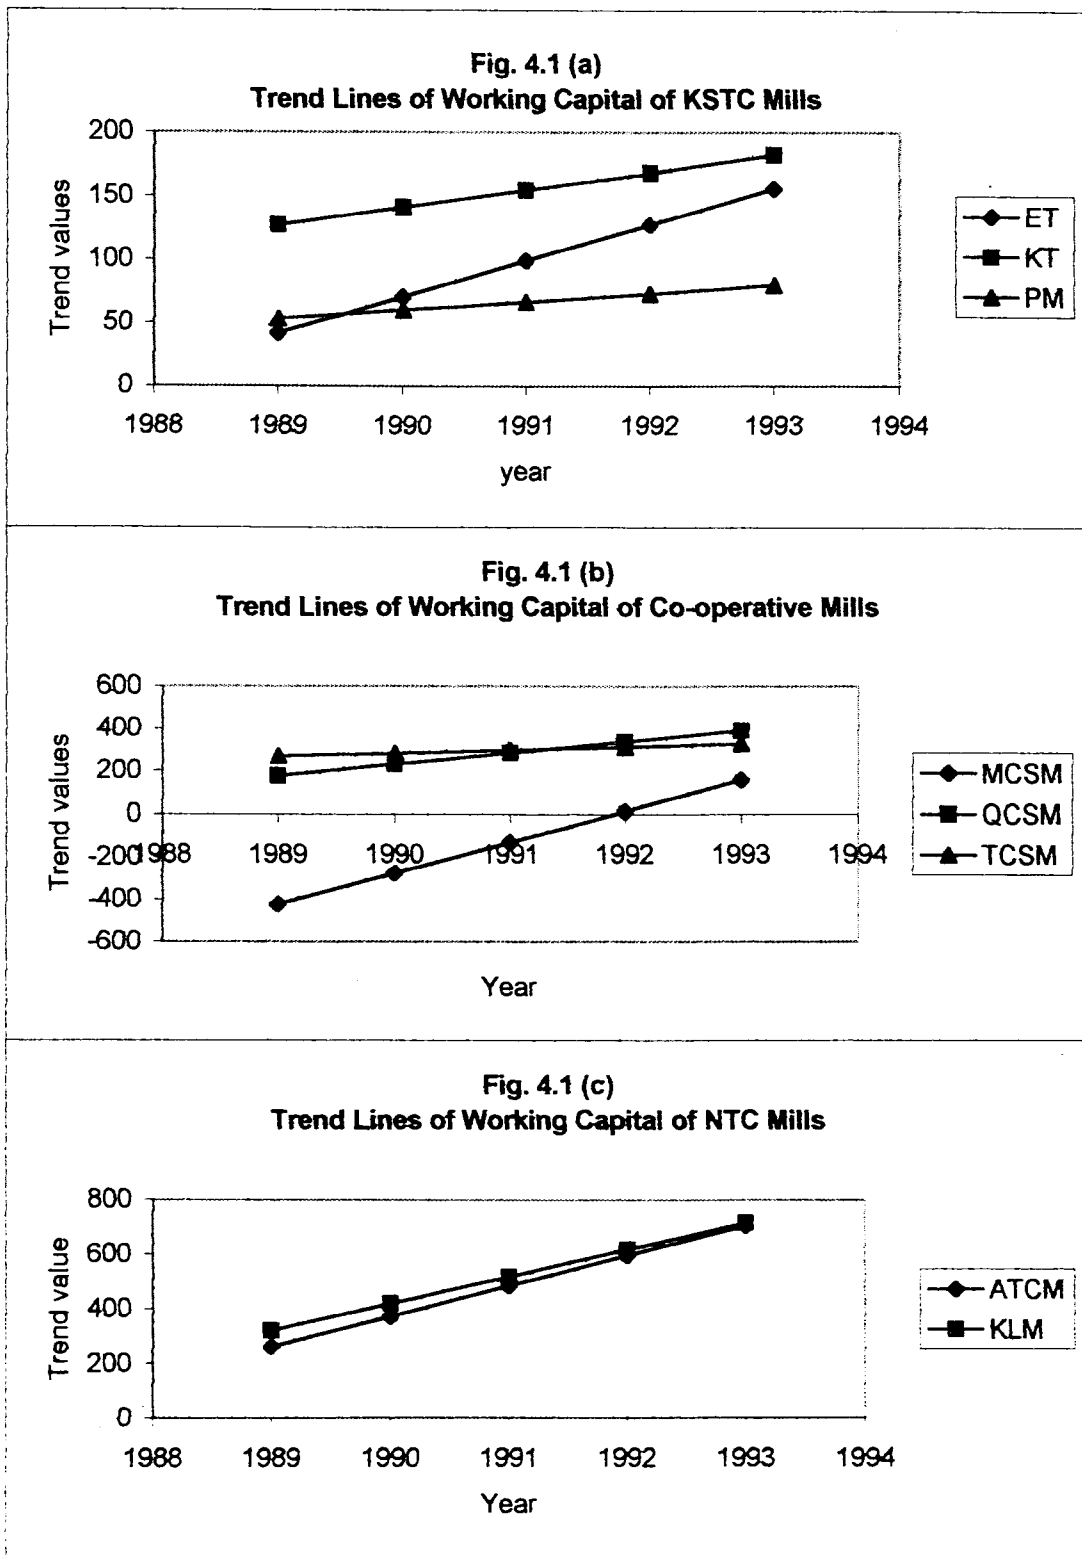 Fig. 4.1 (a)
Trend Lines of Working Capital of KSTC Mills
200
150
100
50
0
Trend values
1988 1989 1990 1991 1992 1993 1994
year
ET
KT
PM
Fig. 4.1 (b)
Trend Lines of Working Capital of Co-operative Mills
600
400
200
0
-200
-400
-600
Trend values
1988 1989 1990 1991 1992 1993 1994
Year
MCSM
QCSM
TCSM
Fig. 4.1 (c)
Trend Lines of Working Capital of NTC Mills
800
600
400
200
0
Trend value
1988 1989 1990 1991 1992 1993 1994
Year
ATCM
KLM